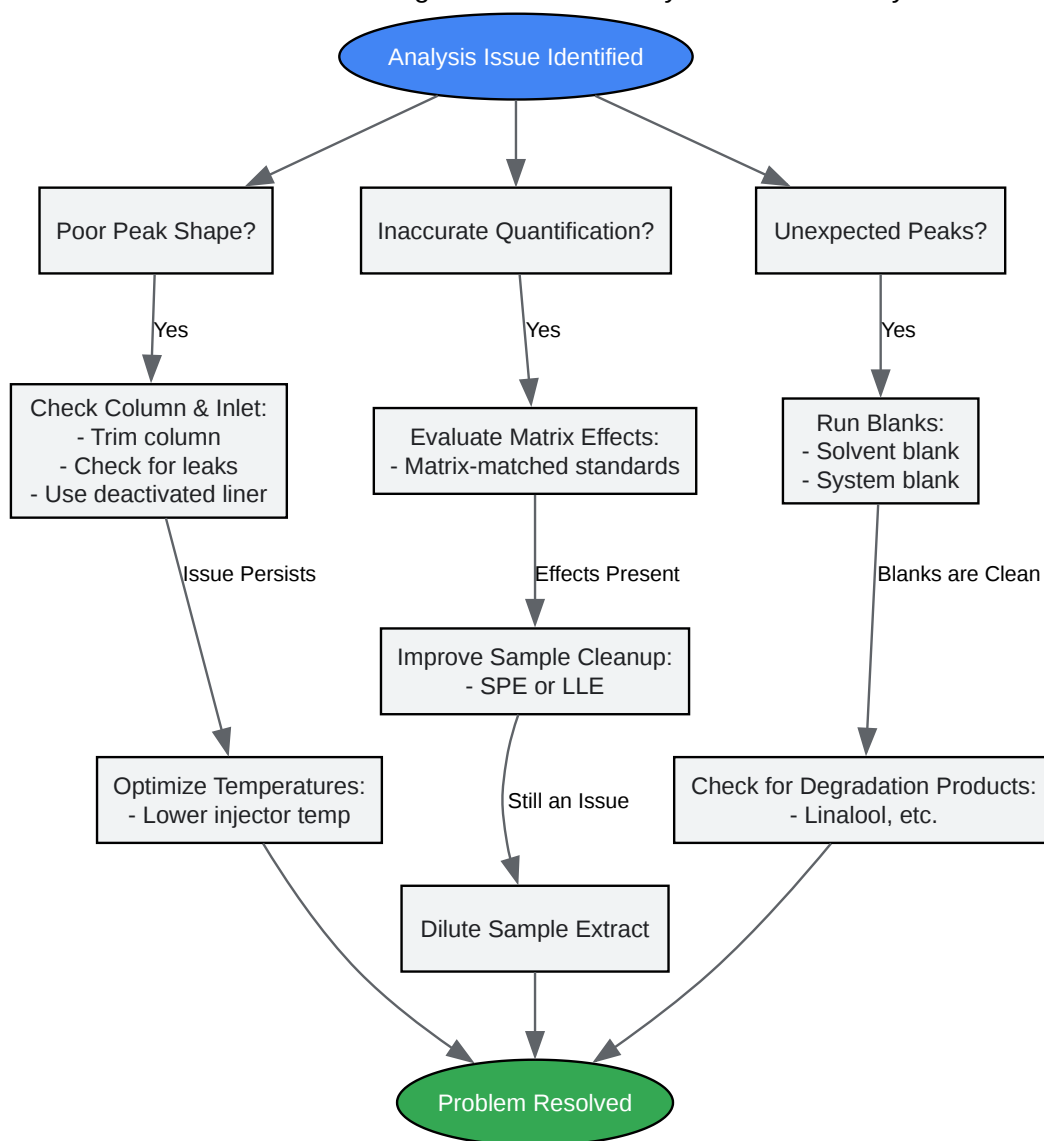 Analysis Issue Identified
Poor Peak Shape?
Inaccurate Quantification?
Unexpected Peaks?
Yes
Yes
Yes
Check Column & Inlet:
- Trim column
- Check for leaks
- Use deactivated liner
Evaluate Matrix Effects:
- Matrix-matched standards
Run Blanks:
- Solvent blank
- System blank
Issue Persists
Effects Present
Blanks are Clean
Improve Sample Cleanup:
- SPE or LLE
Optimize Temperatures:
- Lower injector temp
Still an Issue
Check for Degradation Products:
- Linalool, etc.
Dilute Sample Extract
Problem Resolved